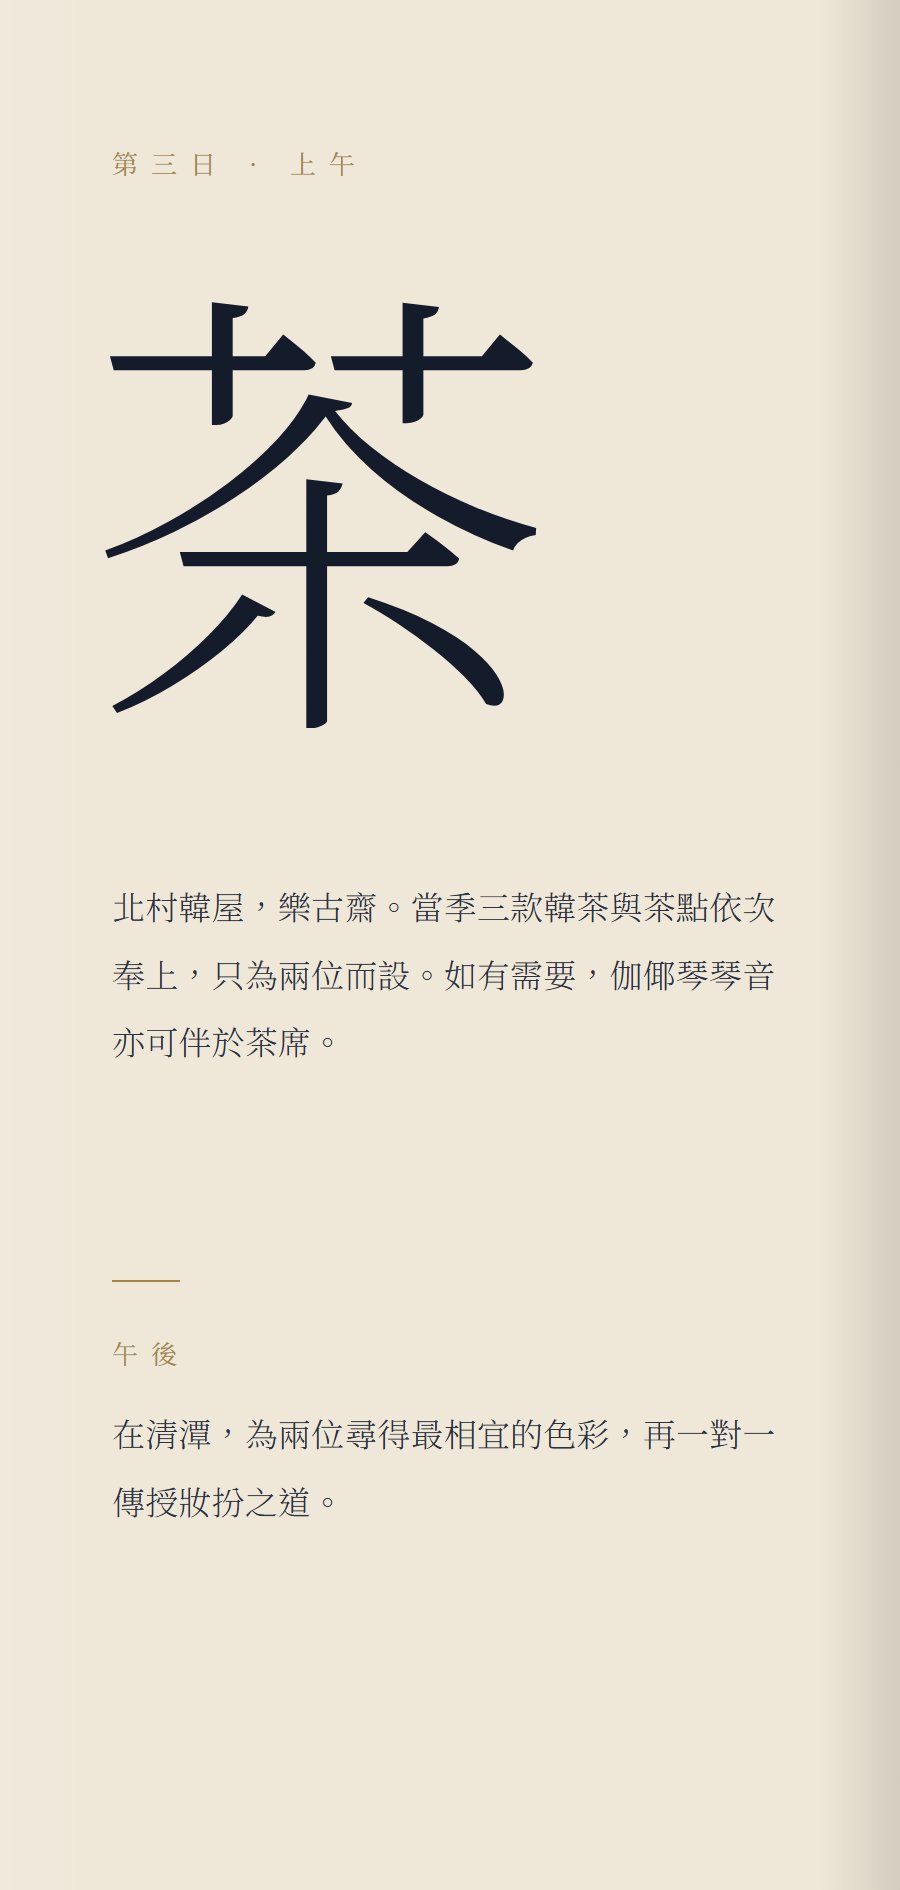 第三日 · 上午
茶
北村韓屋，樂古齋。當季三款韓茶與茶點依次
奉上，只為兩位而設。如有需要，伽倻琴琴音
亦可伴於茶席。
午後
在清潭，為兩位尋得最相宜的色彩，再一對一
傳授妝扮之道。